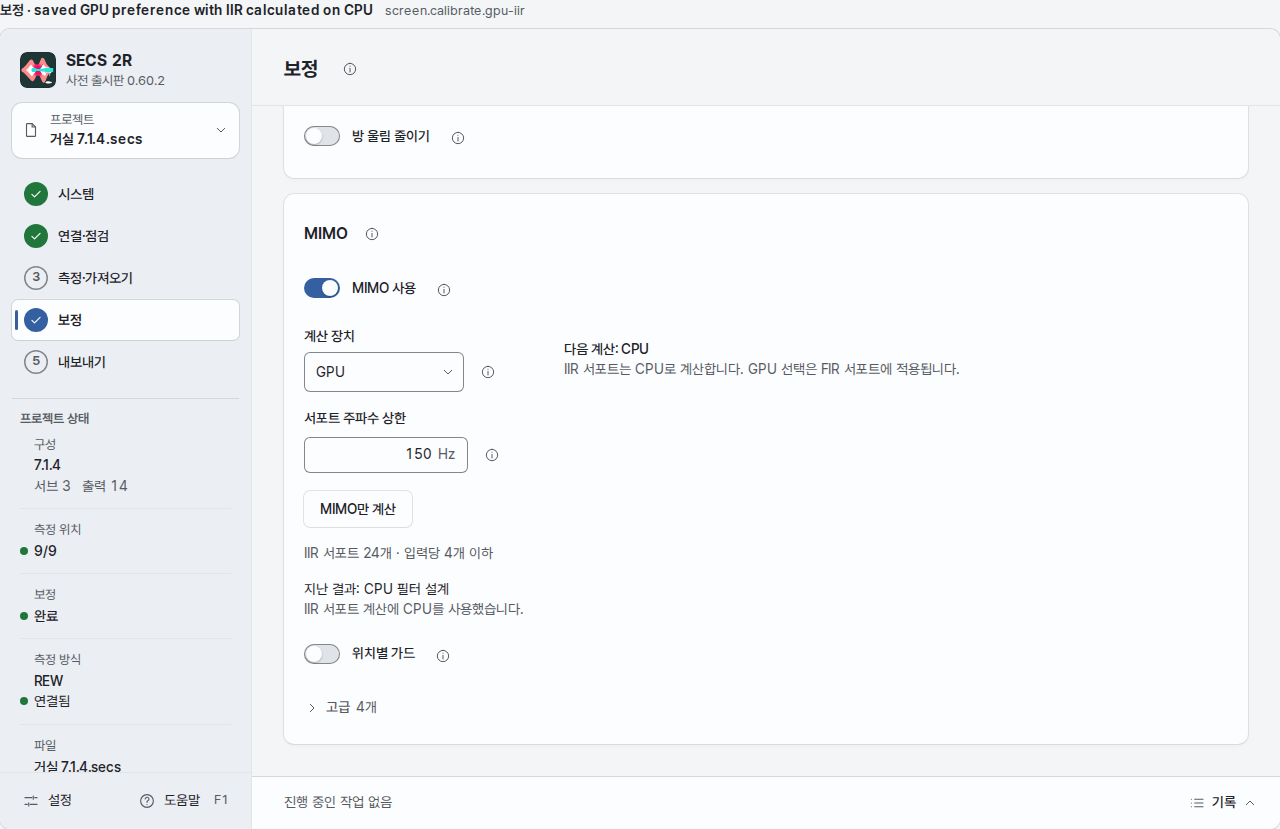 보정 · saved GPU preference with IIR calculated on CPU screen.calibrate.gpu-iir
SECS 2R
사전 출시판 0.60.2
프로젝트
거실 7.1.4.secs
시스템
연결·점검
3 측정·가져오기
보정
5 내보내기
프로젝트 상태
구성
7.1.4
서브 3 출력 14
측정 위치
9/9
보정
완료
측정 방식
REW
연결됨
파일
거실 7.1.4.secs
설정
도움말 F1
보정
방 울림 줄이기
MIMO
MIMO 사용
계산 장치
GPU
다음 계산: CPU
IIR 서포트는 CPU로 계산합니다. GPU 선택은 FIR 서포트에 적용됩니다.
서포트 주파수 상한
150 Hz
MIMO만 계산
IIR 서포트 24개 · 입력당 4개 이하
지난 결과: CPU 필터 설계
IIR 서포트 계산에 CPU를 사용했습니다.
위치별 가드
고급 4개
진행 중인 작업 없음
기록